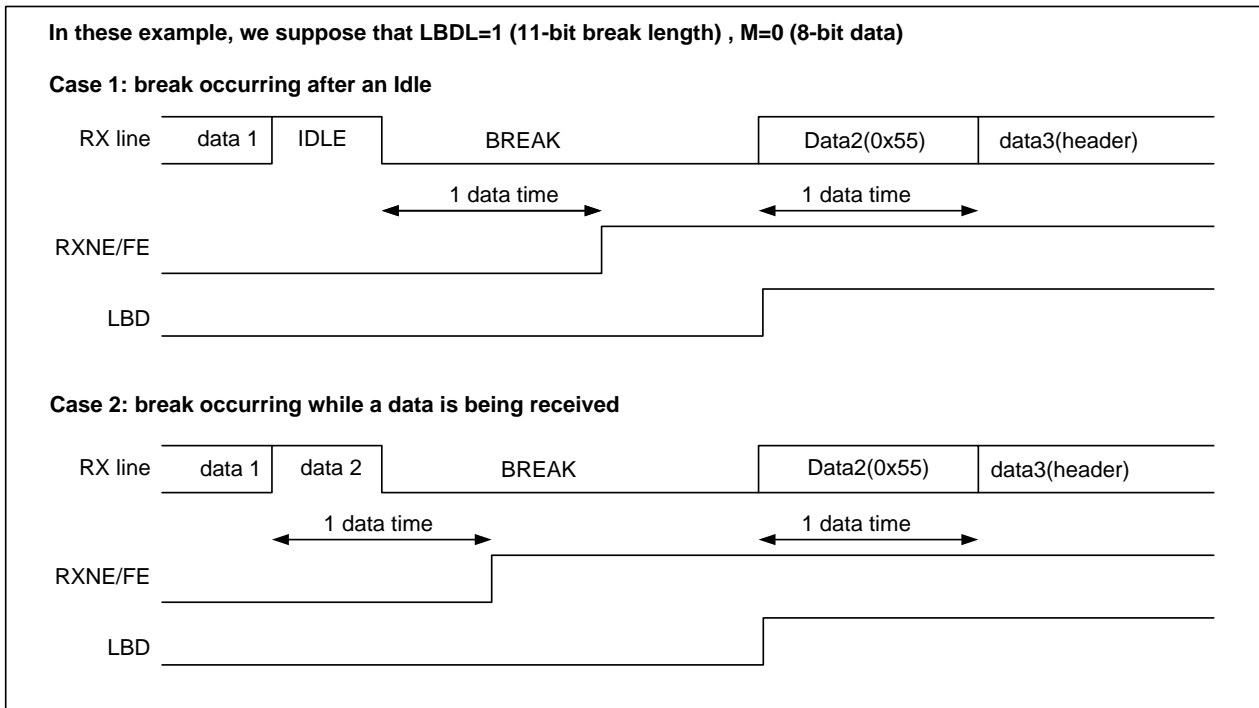 In these example, we suppose that LBDL=1 (11-bit break length) , M=0 (8-bit data)
Case 1: break occurring after an Idle
RX line data 1 IDLE BREAK Data2(0x55) data3(header)
1 data time 1 data time
RXNE/FE
LBD
Case 2: break occurring while a data is being received
RX line data 1 data 2 BREAK Data2(0x55) data3(header)
1 data time 1 data time
RXNE/FE
LBD